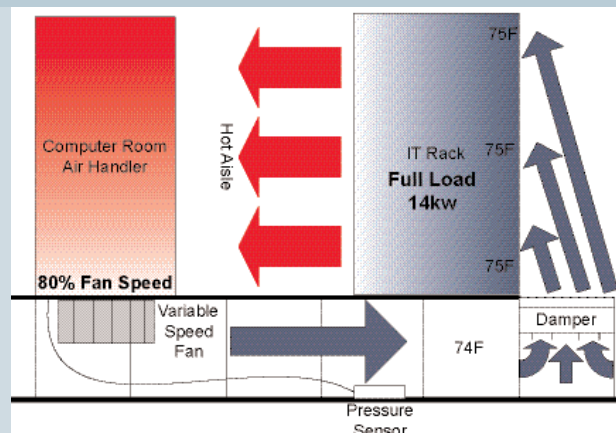 75F
Computer Room
Air Handler
Hot Aisle
IT Rack
75F
Full Load
14kw
75F
80% Fan Speed
Variable
Speed
Fan
74F
Damper
Pressure
Sensor